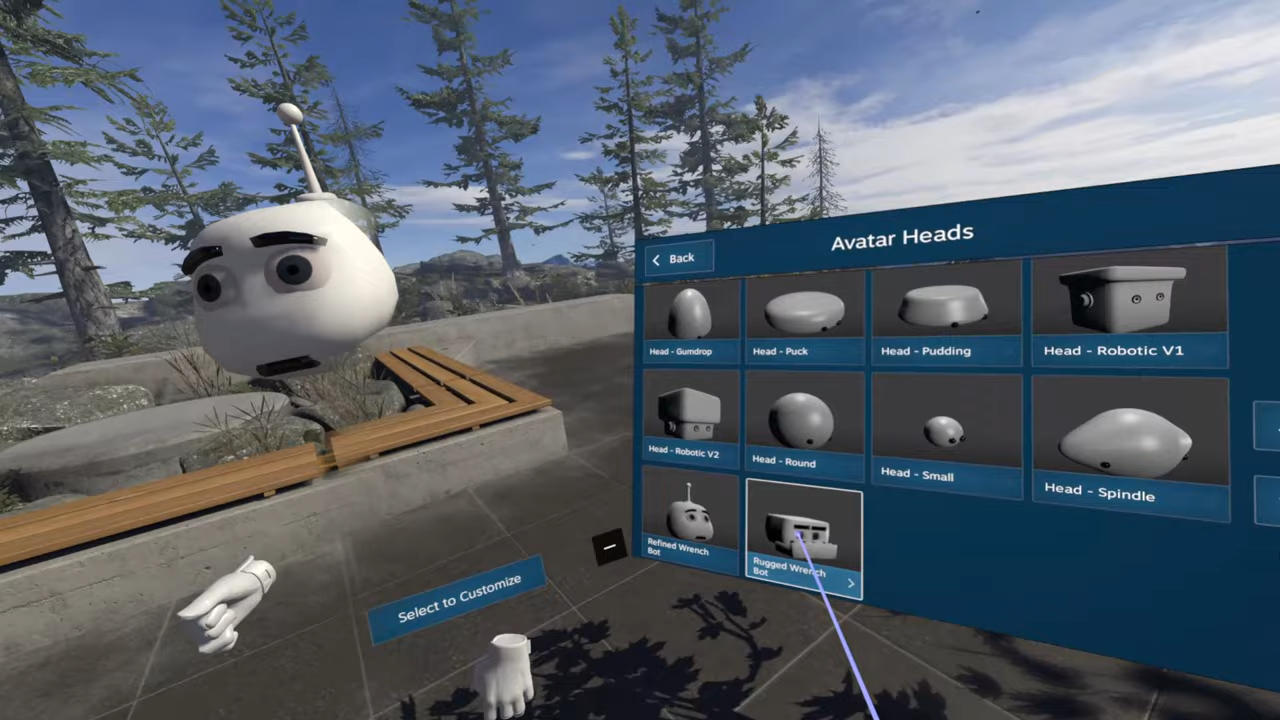 Avatar Heads
Back
Head - Gumdrop
Head - Puck
Head - Pudding
Head - Robotic V1
Head - Robotic V2
Head - Round
Head - Small
Head - Spindle
Refined Wrench
Bot
Rugged Wrench
Bot
Select to Customize